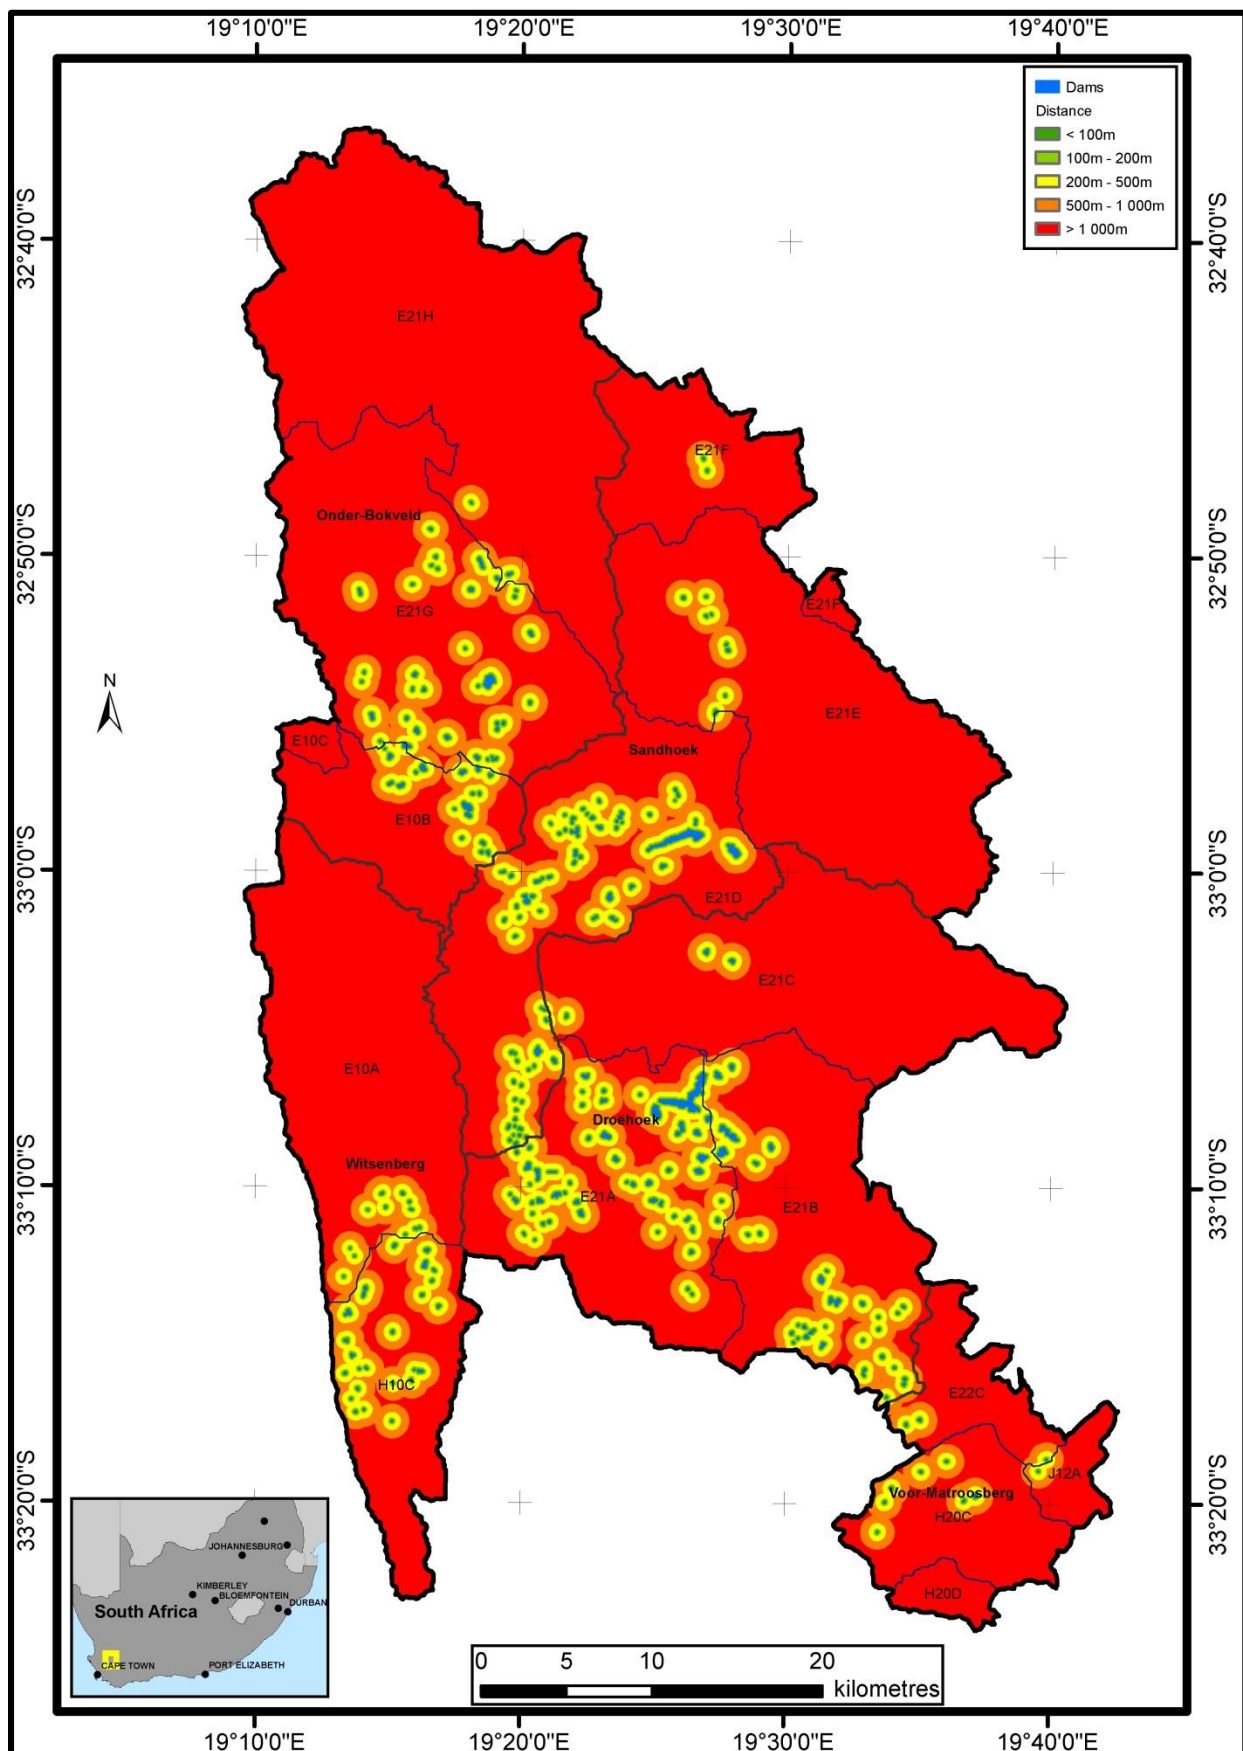 19°10'0"E 19°20'0"E 19°30'0"E 19°40'0"E
Dams
Distance
< 100m
100m - 200m
200m - 500m
500m - 1 000m
> 1 000m
32°40'0"S 32°40'0"S
E21H
E21F
Onder-Bokveld
32°50'0"S 32°50'0"S
E21G
E21F
N
E21E
E10C
Sandhoek
E10B
33°0'0"S 33°0'0"S
E21D
E21C
E10A
Droehoek
Witsenberg
33°10'0"S 33°10'0"S
E21A
E21B
H10C
E22C
J12A
Voor-Matroosberg
33°20'0"S 33°20'0"S
H20C
H20D
JOHANNESBURG
KIMBERLEY
BLOEMFONTEIN
DURBAN
South Africa
CAPE TOWN
PORT ELIZABETH
0 5 10 20
kilometres
19°10'0"E 19°20'0"E 19°30'0"E 19°40'0"E